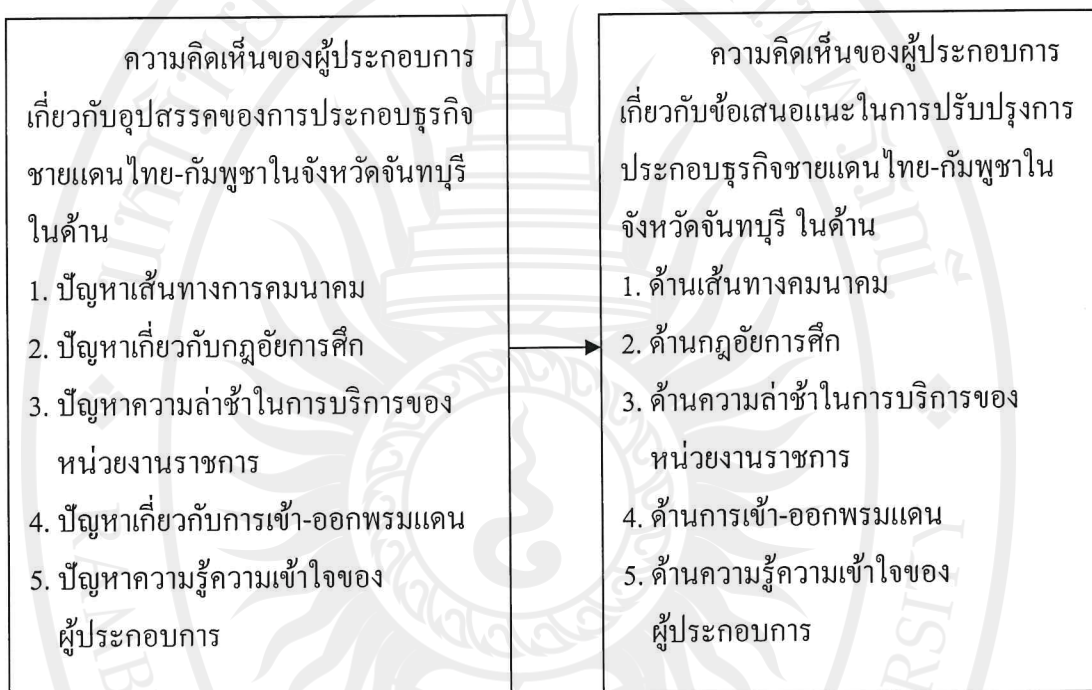 ความคิดเห็นของผู้ประกอบการ
เกี่ยวกับอุปสรรคของการประกอบธุรกิจ
ชายแดนไทย-กัมพูชาในจังหวัดจันทบุรี
ในด้าน
1. ปัญหาเส้นทางการคมนาคม
2. ปัญหาเกี่ยวกับกฎอัยการศึก
3. ปัญหาความล่าช้าในการบริการของ
หน่วยงานราชการ
4. ปัญหาเกี่ยวกับการเข้า-ออกพรมแดน
5. ปัญหาความรู้ความเข้าใจของ
ผู้ประกอบการ
ความคิดเห็นของผู้ประกอบการ
เกี่ยวกับข้อเสนอแนะในการปรับปรุงการ
ประกอบธุรกิจชายแดนไทย-กัมพูชาใน
จังหวัดจันทบุรี ในด้าน
1. ด้านเส้นทางคมนาคม
2. ด้านกฎอัยการศึก
3. ด้านความล่าช้าในการบริการของ
หน่วยงานราชการ
4. ด้านการเข้า-ออกพรมแดน
5. ด้านความรู้ความเข้าใจของ
ผู้ประกอบการ